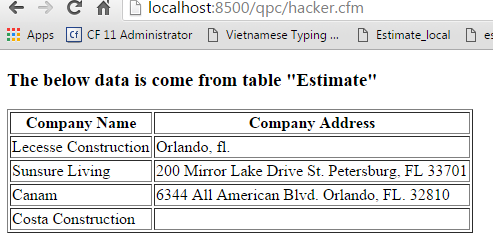 localhost:8500/qpc/hacker.cfm
Apps Cf CF 11 Administrator Vietnamese Typing ... Estimate_local es
The below data is come from table "Estimate"
Company Name Company Address
Lecesse Construction Orlando, fl.
Sunsure Living 200 Mirror Lake Drive St. Petersburg, FL 33701
Canam 6344 All American Blvd. Orlando, FL. 32810
Costa Construction